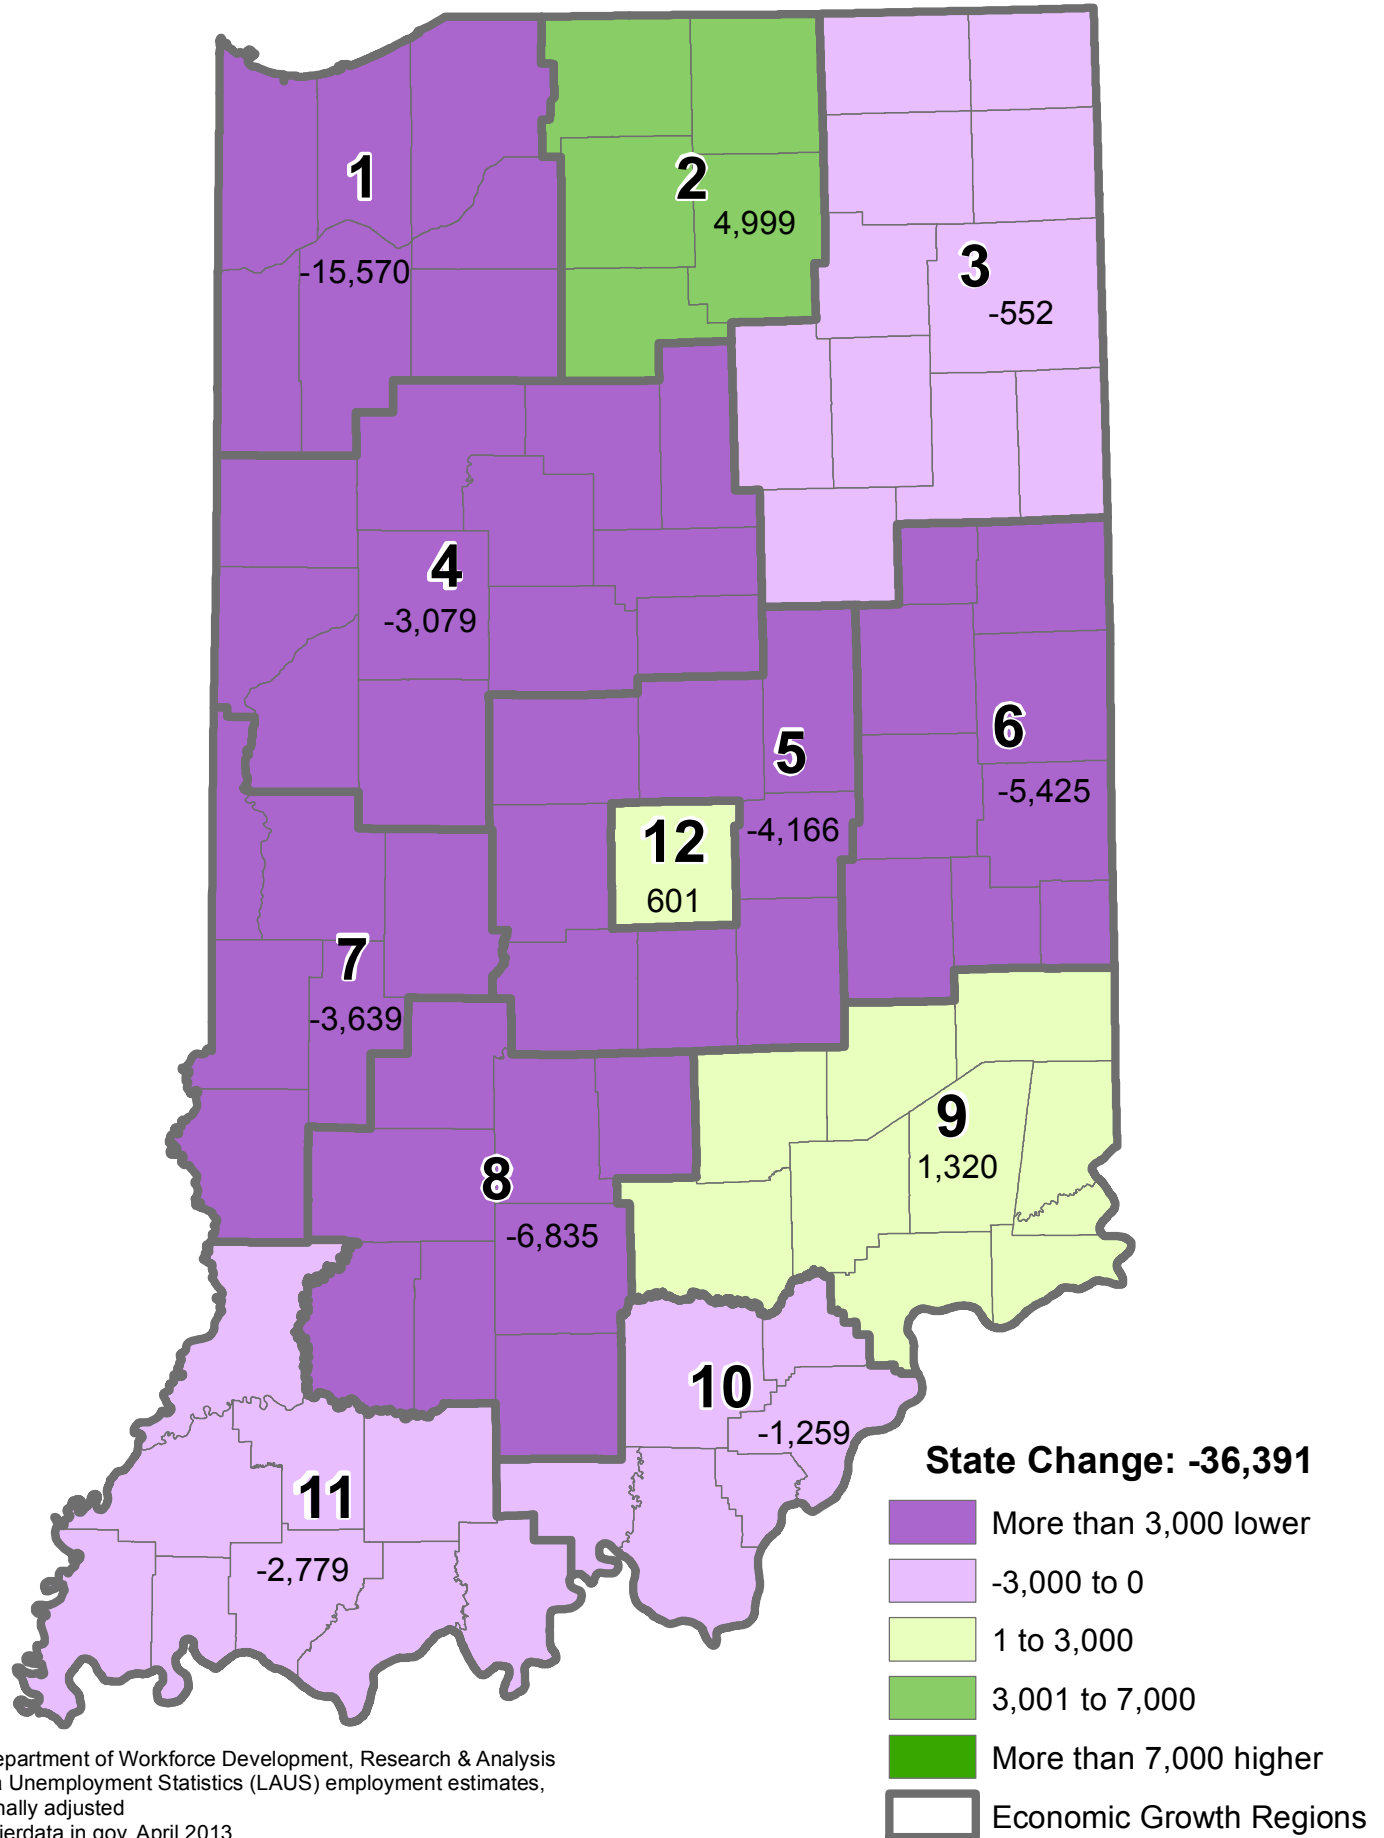 1
-15,570
2
4,999
3
-552
4
-3,079
5
-4,166
6
-5,425
12
601
7
-3,639
8
-6,835
9
1,320
10
-1,259
11
-2,779
State Change: -36,391
More than 3,000 lower
-3,000 to 0
1 to 3,000
3,001 to 7,000
More than 7,000 higher
Economic Growth Regions
epartment of Workforce Development, Research & Analysis
Unemployment Statistics (LAUS) employment estimates,
nally adjusted
ierdata in gov, April 2013